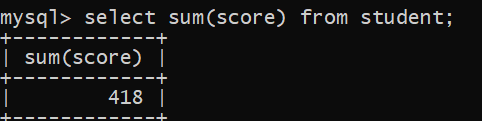 mysql> select sum(score) from student;
+------------+
| sum(score) |
+------------+
|        418 |
+------------+